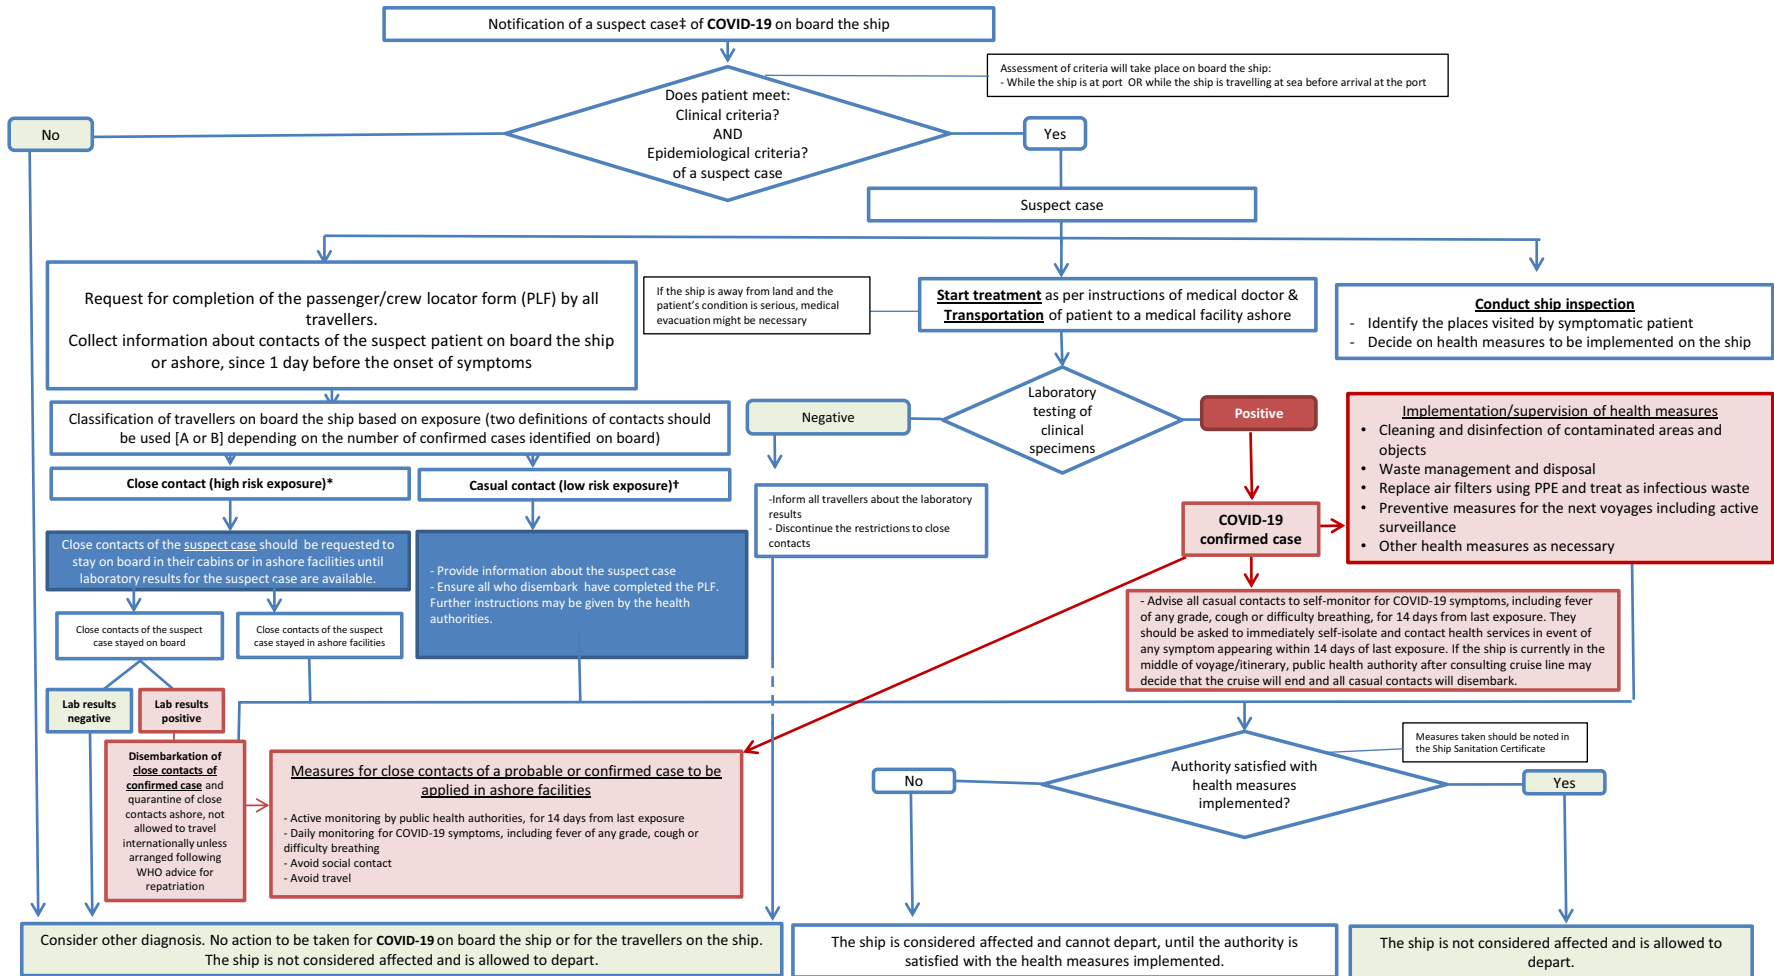 Notification of a suspect case‡ of COVID-19 on board the ship
Assessment of criteria will take place on board the ship:
- While the ship is at port OR while the ship is travelling at sea before arrival at the port
Does patient meet:
Clinical criteria?
AND
Epidemiological criteria?
of a suspect case
No
Yes
Suspect case
Request for completion of the passenger/crew locator form (PLF) by all
travellers.
Collect information about contacts of the suspect patient on board the ship
or ashore, since 1 day before the onset of symptoms
If the ship is away from land and the
patient's condition is serious, medical
evacuation might be necessary
Start treatment as per instructions of medical doctor &
Transportation of patient to a medical facility ashore
Conduct ship inspection
- Identify the places visited by symptomatic patient
- Decide on health measures to be implemented on the ship
Classification of travellers on board the ship based on exposure (two definitions of contacts should
be used [A or B] depending on the number of confirmed cases identified on board)
Negative
Laboratory
testing of
clinical
specimens
Positive
Implementation/supervision of health measures
• Cleaning and disinfection of contaminated areas and
objects
• Waste management and disposal
• Replace air filters using PPE and treat as infectious waste
• Preventive measures for the next voyages including active
surveillance
• Other health measures as necessary
Close contact (high risk exposure)*
Casual contact (low risk exposure)†
-Inform all travellers about the laboratory
results
- Discontinue the restrictions to close
contacts
COVID-19
confirmed case
Close contacts of the suspect case should be requested to
stay on board in their cabins or in ashore facilities until
laboratory results for the suspect case are available.
- Provide information about the suspect case
- Ensure all who disembark have completed the PLF.
Further instructions may be given by the health
authorities.
Close contacts of the suspect
case stayed on board
Close contacts of the suspect
case stayed in ashore facilities
- Advise all casual contacts to self-monitor for COVID-19 symptoms, including fever
of any grade, cough or difficulty breathing, for 14 days from last exposure. They
should be asked to immediately self-isolate and contact health services in event of
any symptom appearing within 14 days of last exposure. If the ship is currently in the
middle of voyage/itinerary, public health authority after consulting cruise line may
decide that the cruise will end and all casual contacts will disembark.
Lab results
negative
Lab results
positive
Disembarkation of
close contacts of
confirmed case and
quarantine of close
contacts ashore, not
allowed to travel
internationally unless
arranged following
WHO advice for
repatriation
Measures for close contacts of a probable or confirmed case to be
applied in ashore facilities
- Active monitoring by public health authorities, for 14 days from last exposure
- Daily monitoring for COVID-19 symptoms, including fever of any grade, cough or
difficulty breathing
- Avoid social contact
- Avoid travel
Measures taken should be noted in
the Ship Sanitation Certificate
No
Authority satisfied with
health measures
implemented?
Yes
Consider other diagnosis. No action to be taken for COVID-19 on board the ship or for the travellers on the ship.
The ship is not considered affected and is allowed to depart.
The ship is considered affected and cannot depart, until the authority is
satisfied with the health measures implemented.
The ship is not considered affected and is allowed to
depart.